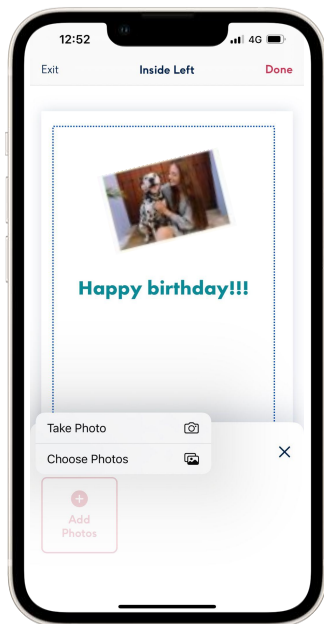 12:52
4G
Exit
Inside Left
Done
Happy birthday!!!
Take Photo
Choose Photos
Add
Photos